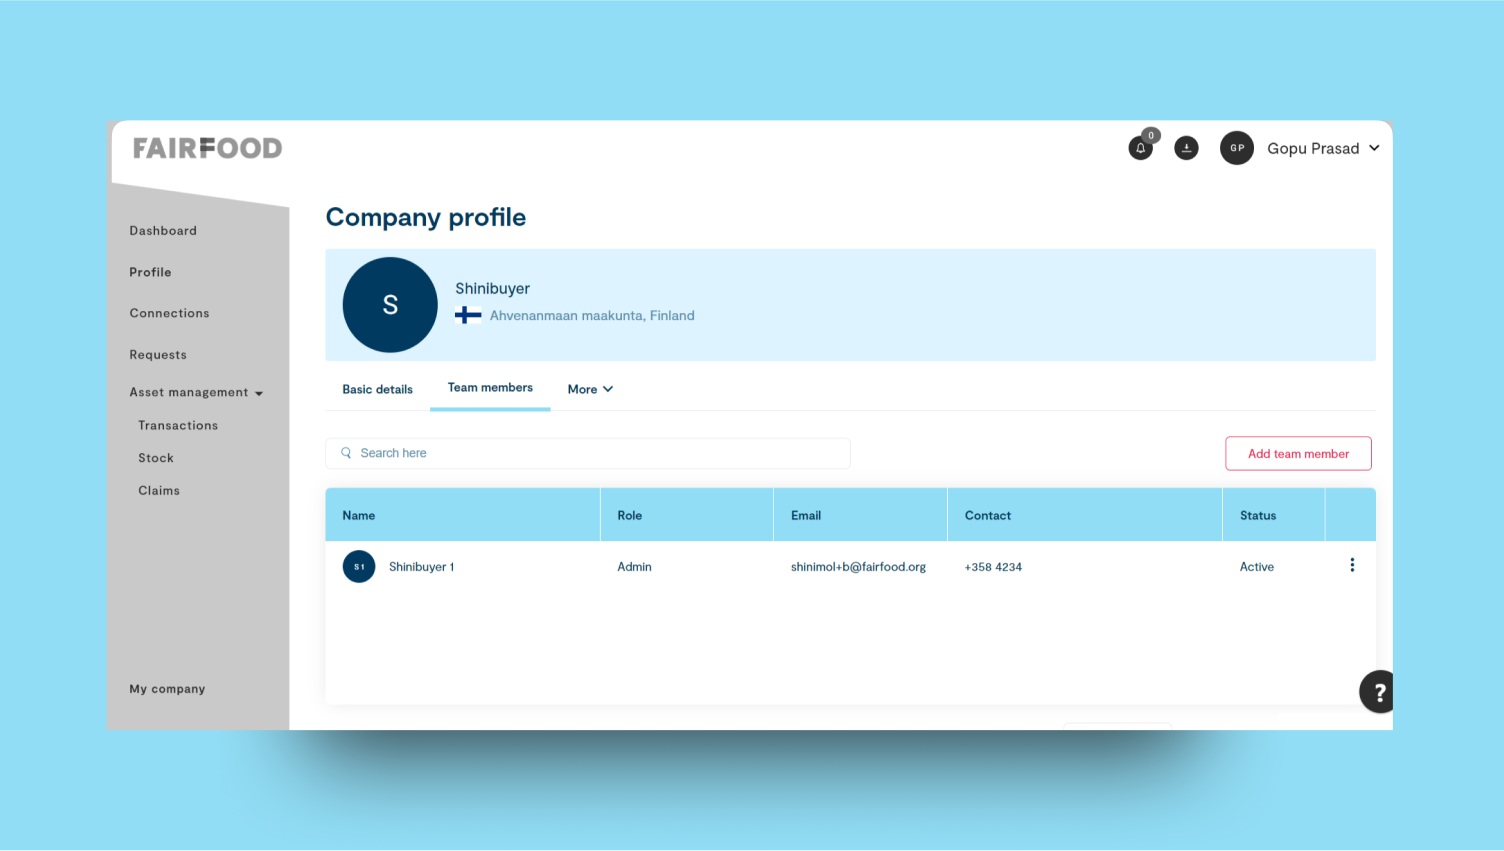 FAIRFOOD
0
GP
Gopu Prasad
Dashboard
Profile
Connections
Requests
Asset management
Transactions
Stock
Claims
My company
Company profile
S
Shinibuyer
Ahvenanmaan maakunta, Finland
Basic details
Team members
More
Search here
Add team member
Name Role Email Contact Status
S1 Shinibuyer 1 Admin shinimol+b@fairfood.org +358 4234 Active
?